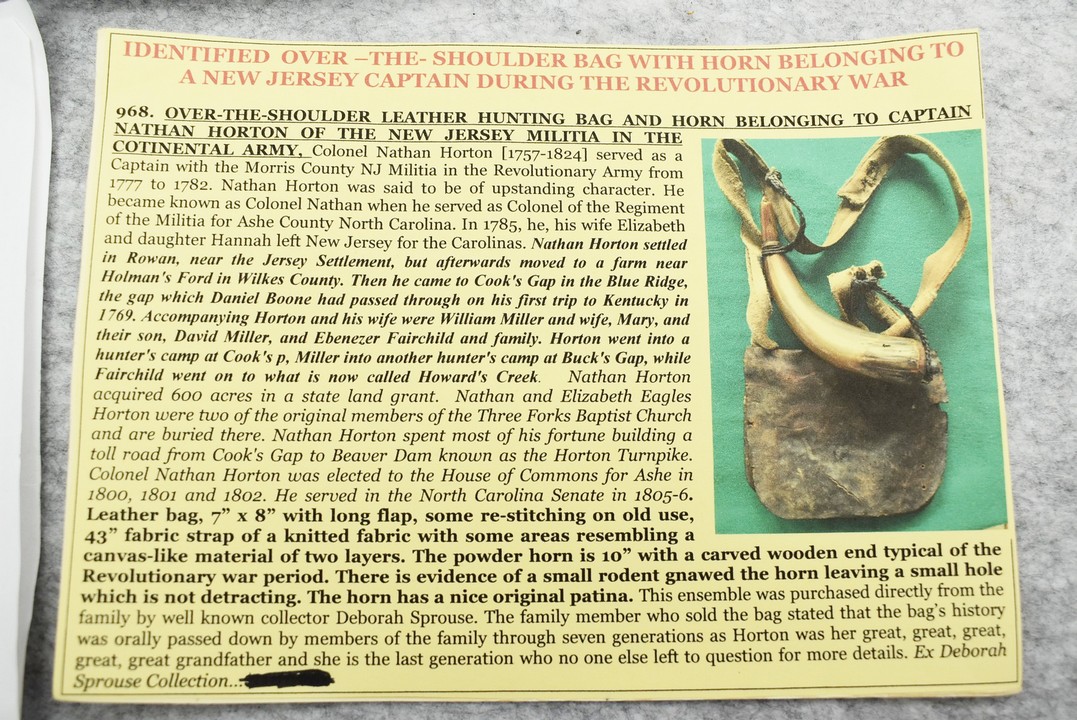 IDENTIFIED OVER –THE- SHOULDER BAG WITH HORN BELONGING TO
A NEW JERSEY CAPTAIN DURING THE REVOLUTIONARY WAR
968. OVER-THE-SHOULDER LEATHER HUNTING BAG AND HORN BELONGING TO CAPTAIN
NATHAN HORTON OF THE NEW JERSEY MILITIA IN THE
COTINENTAL ARMY, Colonel Nathan Horton [1757-1824] served as a
Captain with the Morris County NJ Militia in the Revolutionary Army from
1777 to 1782. Nathan Horton was said to be of upstanding character. He
became known as Colonel Nathan when he served as Colonel of the Regiment
of the Militia for Ashe County North Carolina. In 1785, he, his wife Elizabeth
and daughter Hannah left New Jersey for the Carolinas. Nathan Horton settled
in Rowan, near the Jersey Settlement, but afterwards moved to a farm near
Holman's Ford in Wilkes County. Then he came to Cook's Gap in the Blue Ridge,
the gap which Daniel Boone had passed through on his first trip to Kentucky in
1769. Accompanying Horton and his wife were William Miller and wife, Mary, and
their son, David Miller, and Ebenezer Fairchild and family. Horton went into a
hunter's camp at Cook's p, Miller into another hunter's camp at Buck's Gap, while
Fairchild went on to what is now called Howard's Creek. Nathan Horton
acquired 600 acres in a state land grant. Nathan and Elizabeth Eagles
Horton were two of the original members of the Three Forks Baptist Church
and are buried there. Nathan Horton spent most of his fortune building a
toll road from Cook's Gap to Beaver Dam known as the Horton Turnpike.
Colonel Nathan Horton was elected to the House of Commons for Ashe in
1800, 1801 and 1802. He served in the North Carolina Senate in 1805-6.
Leather bag, 7” x 8” with long flap, some re-stitching on old use,
43” fabric strap of a knitted fabric with some areas resembling a
canvas-like material of two layers. The powder horn is 10” with a carved wooden end typical of the
Revolutionary war period. There is evidence of a small rodent gnawed the horn leaving a small hole
which is not detracting. The horn has a nice original patina. This ensemble was purchased directly from the
family by well known collector Deborah Sprouse. The family member who sold the bag stated that the bag's history
was orally passed down by members of the family through seven generations as Horton was her great, great, great,
great, great grandfather and she is the last generation who no one else left to question for more details. Ex Deborah
Sprouse Collection...